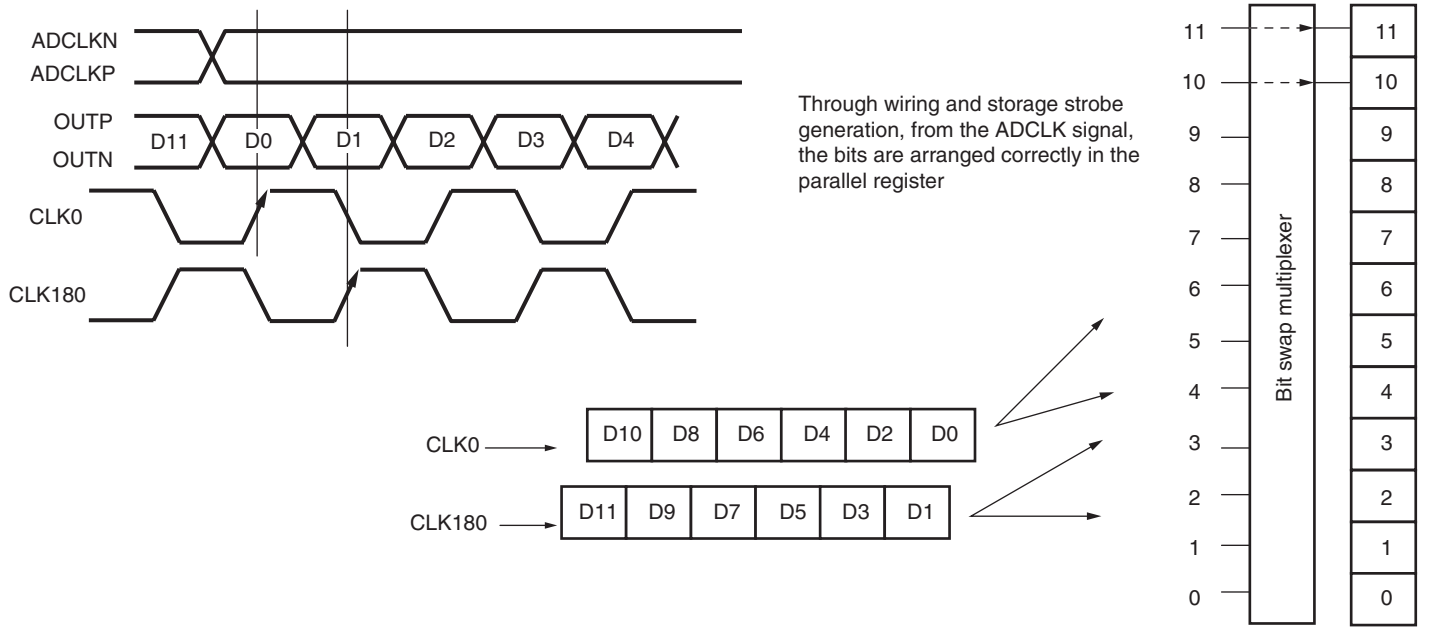 ADCLKN
ADCLKP
OUTP
OUTN
D11 D0 D1 D2 D3 D4
CLK0
CLK180
Through wiring and storage strobe
generation, from the ADCLK signal,
the bits are arranged correctly in the
parallel register
CLK0
D10 D8 D6 D4 D2 D0
CLK180
D11 D9 D7 D5 D3 D1
11
10
9
8
7
6
5
4
3
2
1
0
Bit swap multiplexer
11
10
9
8
7
6
5
4
3
2
1
0